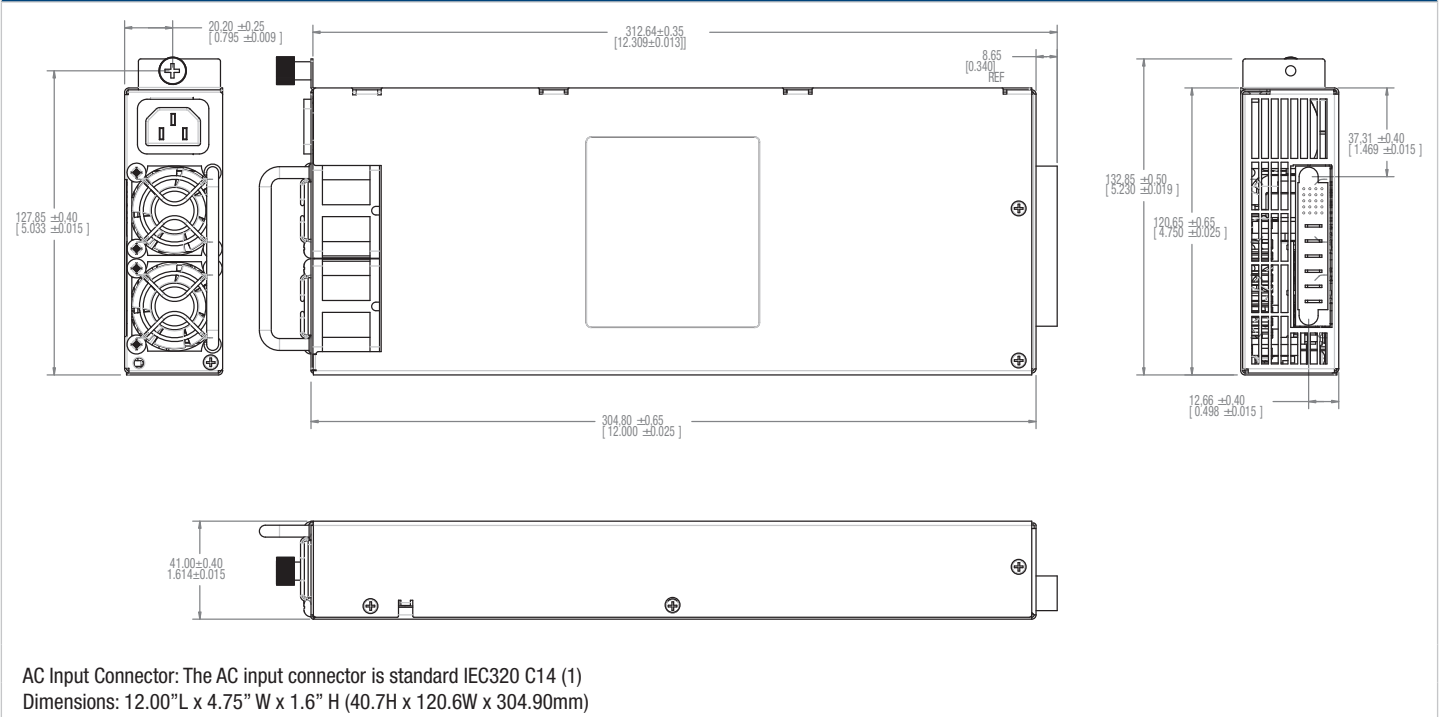 20.20 ±0.25
[ 0.795 ±0.009 ]
312.64±0.35
[12.309±0.013]]
8.65
[0.340]
REF
127.85 ±0.40
[ 5.033 ±0.015 ]
37.31 ±0.40
[ 1.469 ±0.015 ]
132.85 ±0.50
[ 5.230 ±0.019 ]
120.65 ±0.65
[ 4.750 ±0.025 ]
12.66 ±0.40
[ 0.498 ±0.015 ]
304.80 ±0.65
[ 12.000 ±0.025 ]
41.00±0.40
1.614±0.015
AC Input Connector: The AC input connector is standard IEC320 C14 (1)
Dimensions: 12.00”L x 4.75” W x 1.6” H (40.7H x 120.6W x 304.90mm)